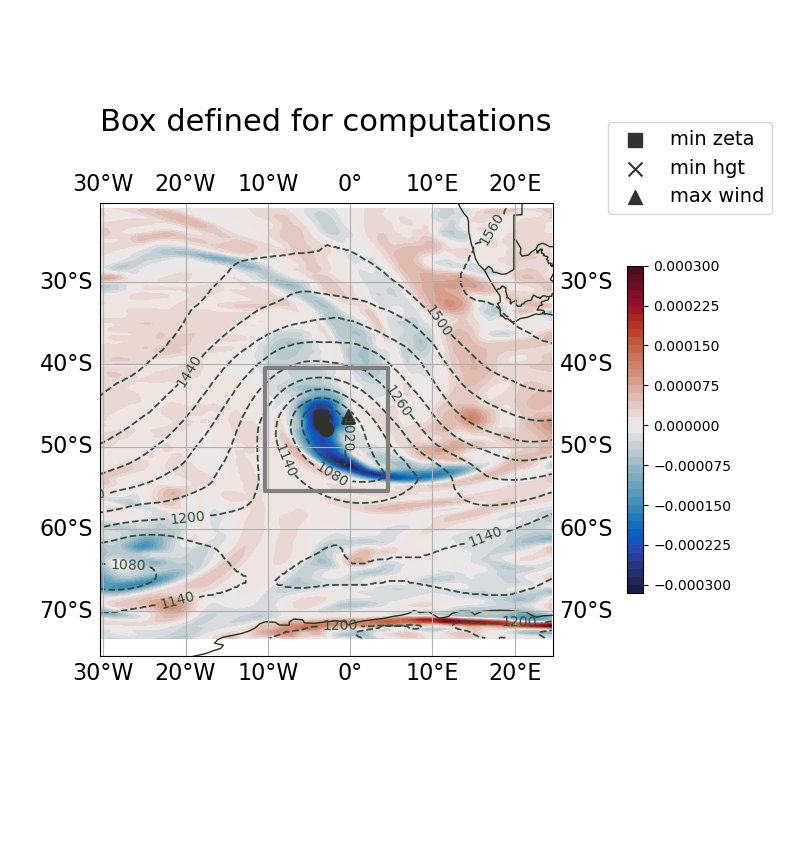 Box defined for computations
min zeta
min hgt
max wind
30°W 20°W 10°W 0° 10°E 20°E
30°S 30°S
40°S 40°S
50°S 50°S
60°S 60°S
70°S 70°S
30°W 20°W 10°W 0° 10°E 20°E
1560
1500
1440
1260
1140
1080
1200
1140
1080
1140
1200
1200
0.000300
0.000225
0.000150
0.000075
0.000000
−0.000075
−0.000150
−0.000225
−0.000300